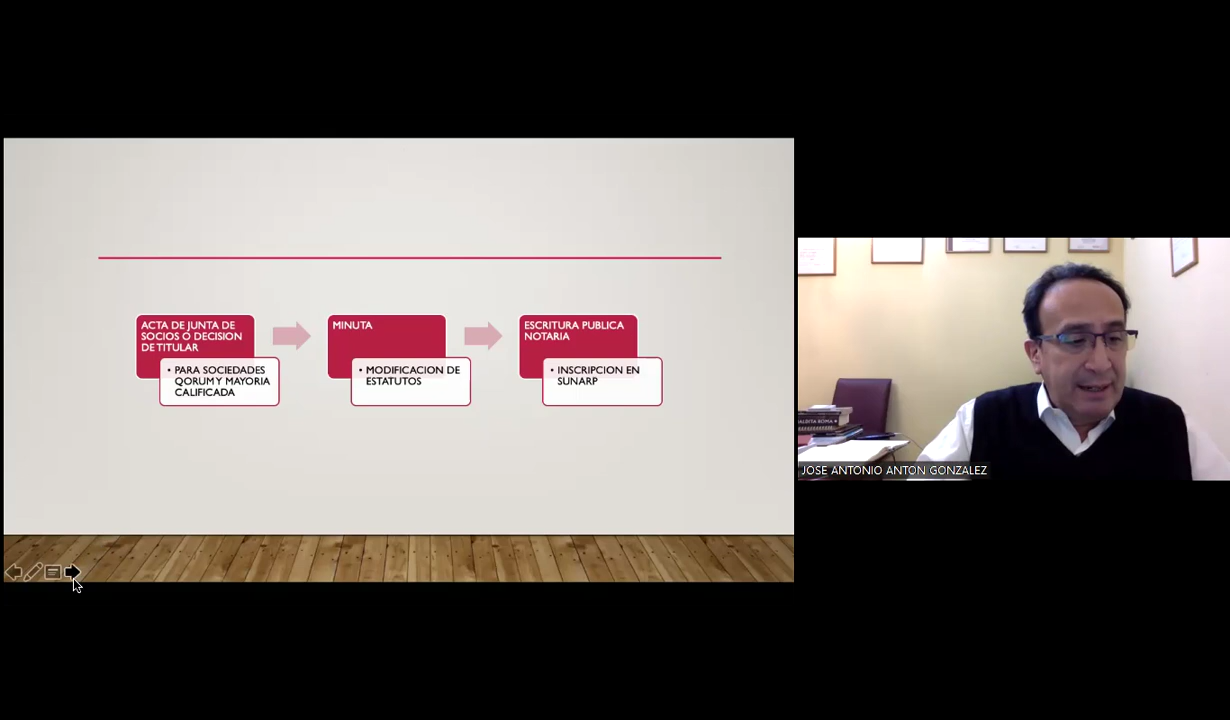 ACTA DE JUNTA DE
SOCIOS O DECISION
DE TITULAR
• PARA SOCIEDADES
QORUM Y MAYORIA
CALIFICADA
MINUTA
• MODIFICACION DE
ESTATUTOS
ESCRITURA PUBLICA
NOTARIA
• INSCRIPCION EN
SUNARP
JOSE ANTONIO ANTON GONZALEZ